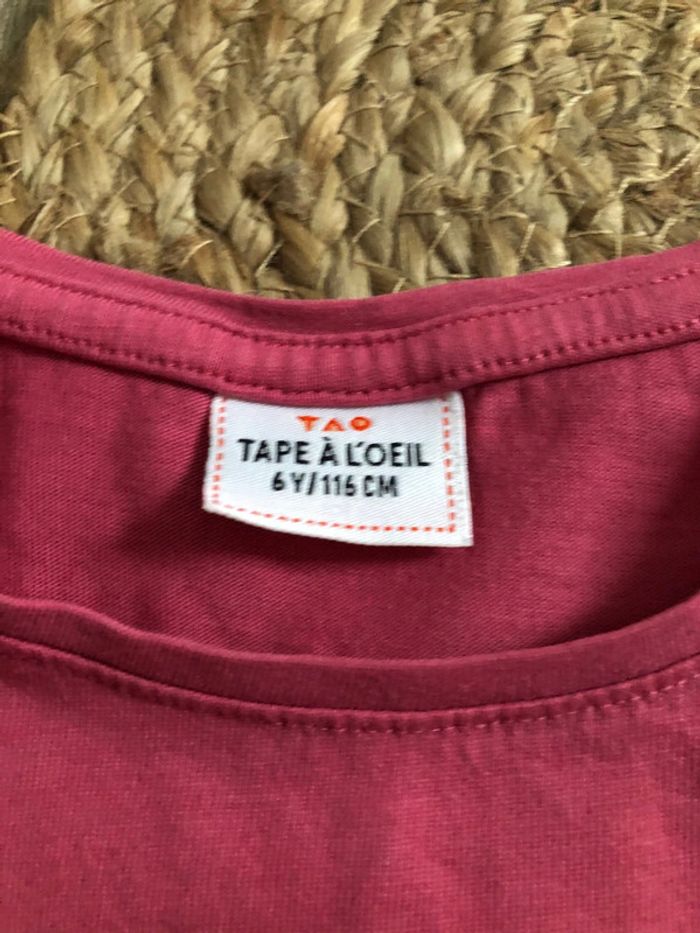 TAO
TAPE À L'OEIL
6Y/116 CM